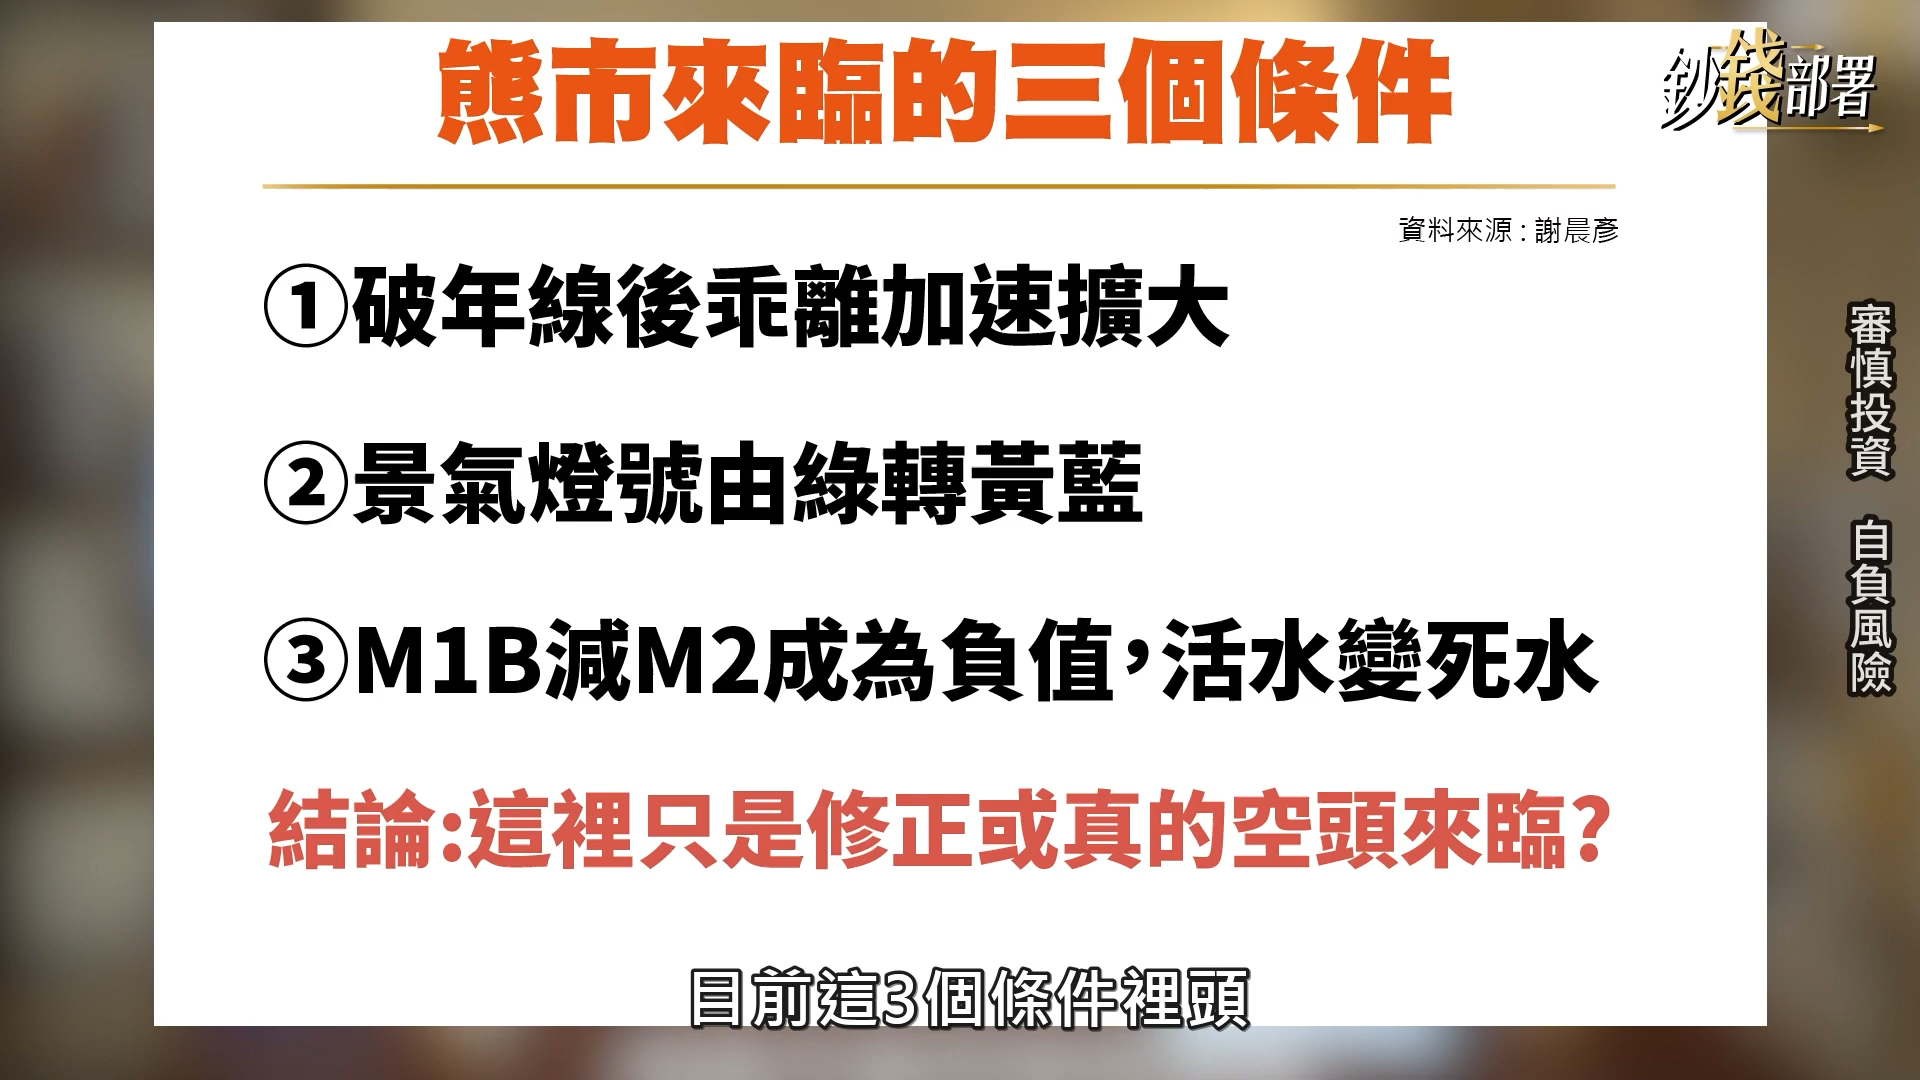 熊市來臨的三個條件
鈔錢部署
資料來源:謝晨彥
①破年線後乖離加速擴大
②景氣燈號由綠轉黃藍
③M1B減M2成為負值,活水變死水
結論:這裡只是修正或真的空頭來臨?
審慎投資 自負風險
目前這3個條件裡頭